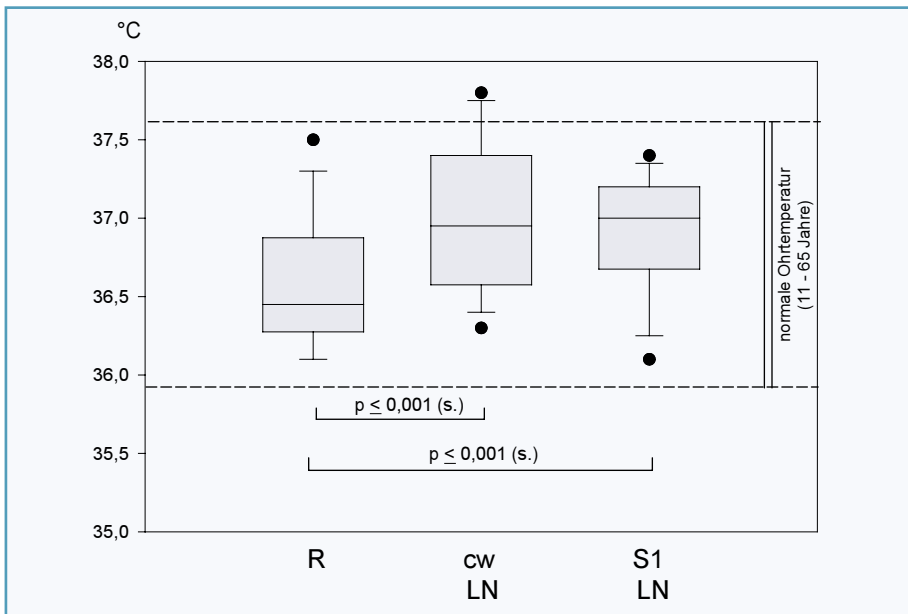 °C
38,0
37,5
37,0
36,5
36,0
35,5
35,0
normale Ohrtemperatur
(11 - 65 Jahre)
p ≤ 0,001 (s.)
p ≤ 0,001 (s.)
R
cw
LN
S1
LN